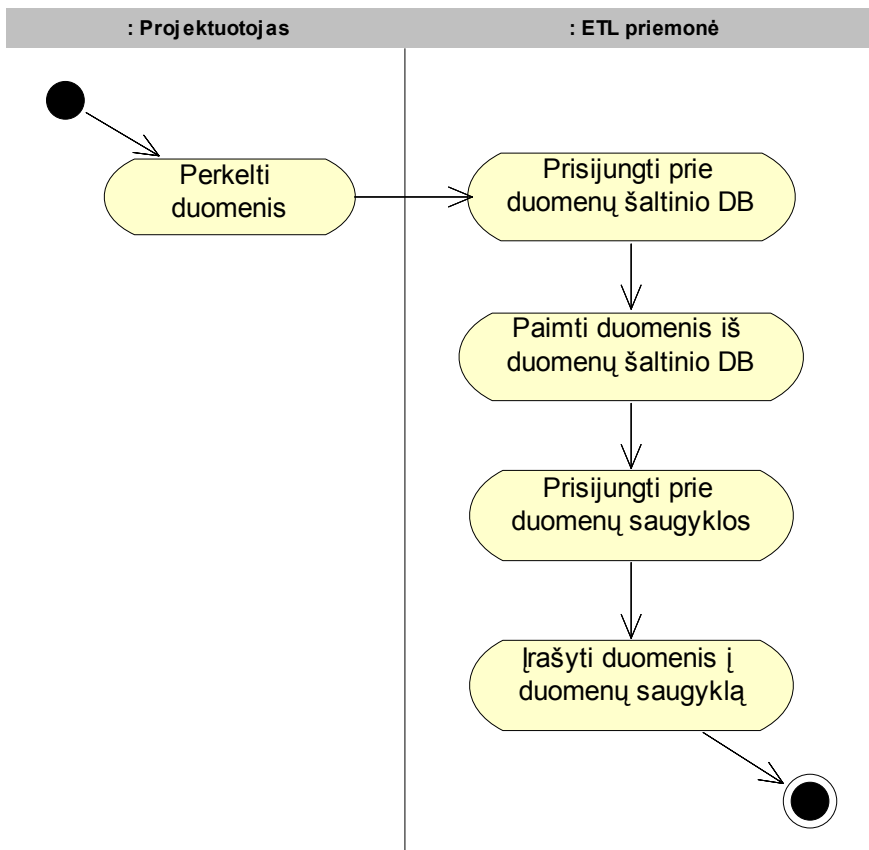 : Projektuotojas
: ETL priemonė
Perkelti
duomenis
Prisijungti prie
duomenų šaltinio DB
Paimti duomenis iš
duomenų šaltinio DB
Prisijungti prie
duomenų saugyklos
Įrašyti duomenis į
duomenų saugyklą